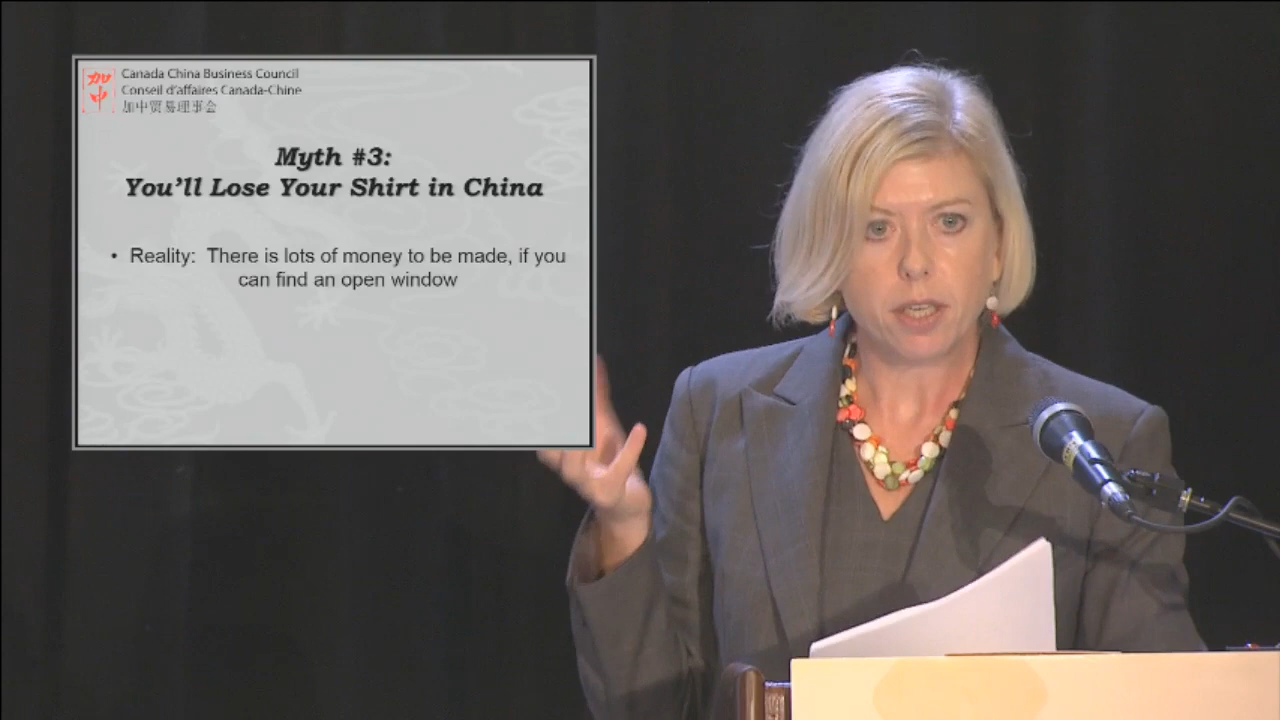 加中
Canada China Business Council
Conseil d'affaires Canada-Chine
加中贸易理事会
Myth #3:
You'll Lose Your Shirt in China
• Reality: There is lots of money to be made, if you
can find an open window